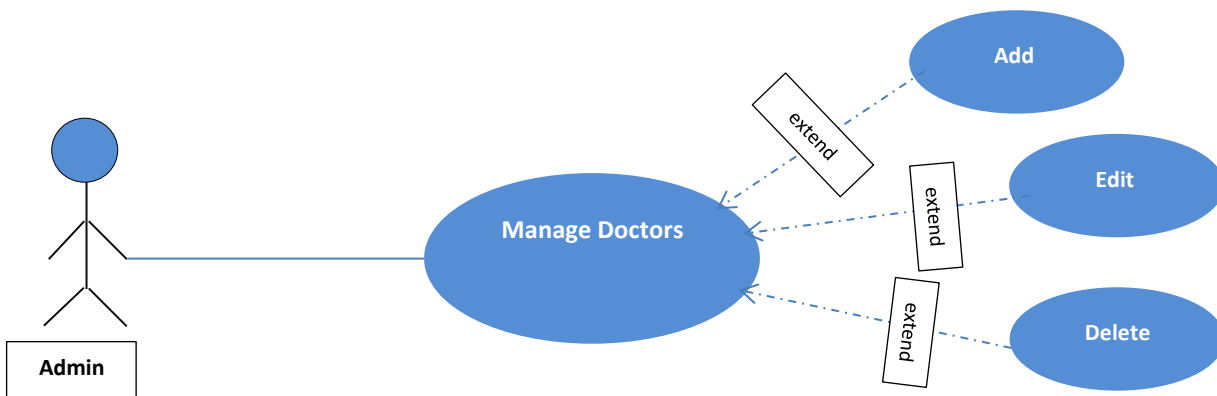 Add
extend
Edit
extend
Manage Doctors
Delete
extend
Admin